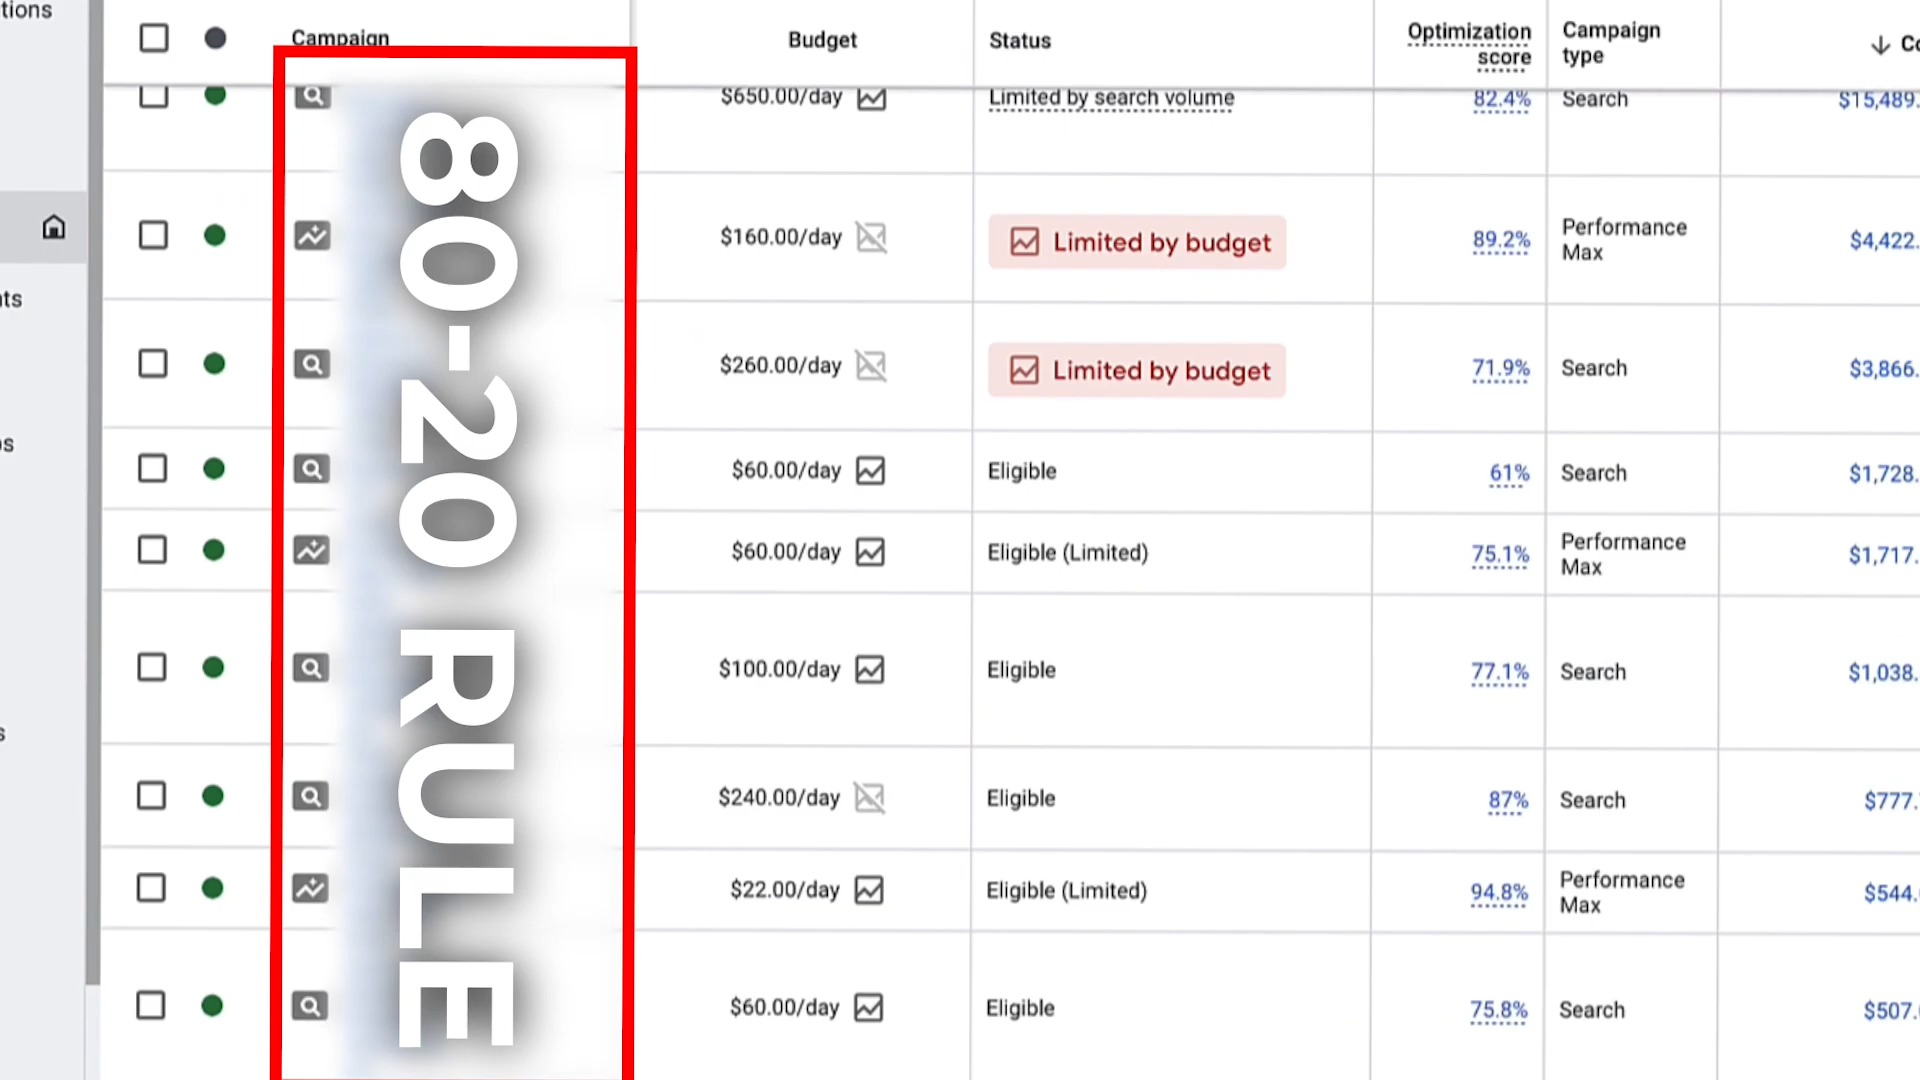 tions
Campaign
Budget
Status
Optimization score
Campaign type
$650.00/day
Limited by search volume
82.4%
Search
$15,489.
$160.00/day
Limited by budget
89.2%
Performance Max
$4,422.
$260.00/day
Limited by budget
71.9%
Search
$3,866.
$60.00/day
Eligible
61%
Search
$1,728.
$60.00/day
Eligible (Limited)
75.1%
Performance Max
$1,717.
$100.00/day
Eligible
77.1%
Search
$1,038.
$240.00/day
Eligible
87%
Search
$777.
$22.00/day
Eligible (Limited)
94.8%
Performance Max
$544.
$60.00/day
Eligible
75.8%
Search
$507.
80-20 RULE
nts